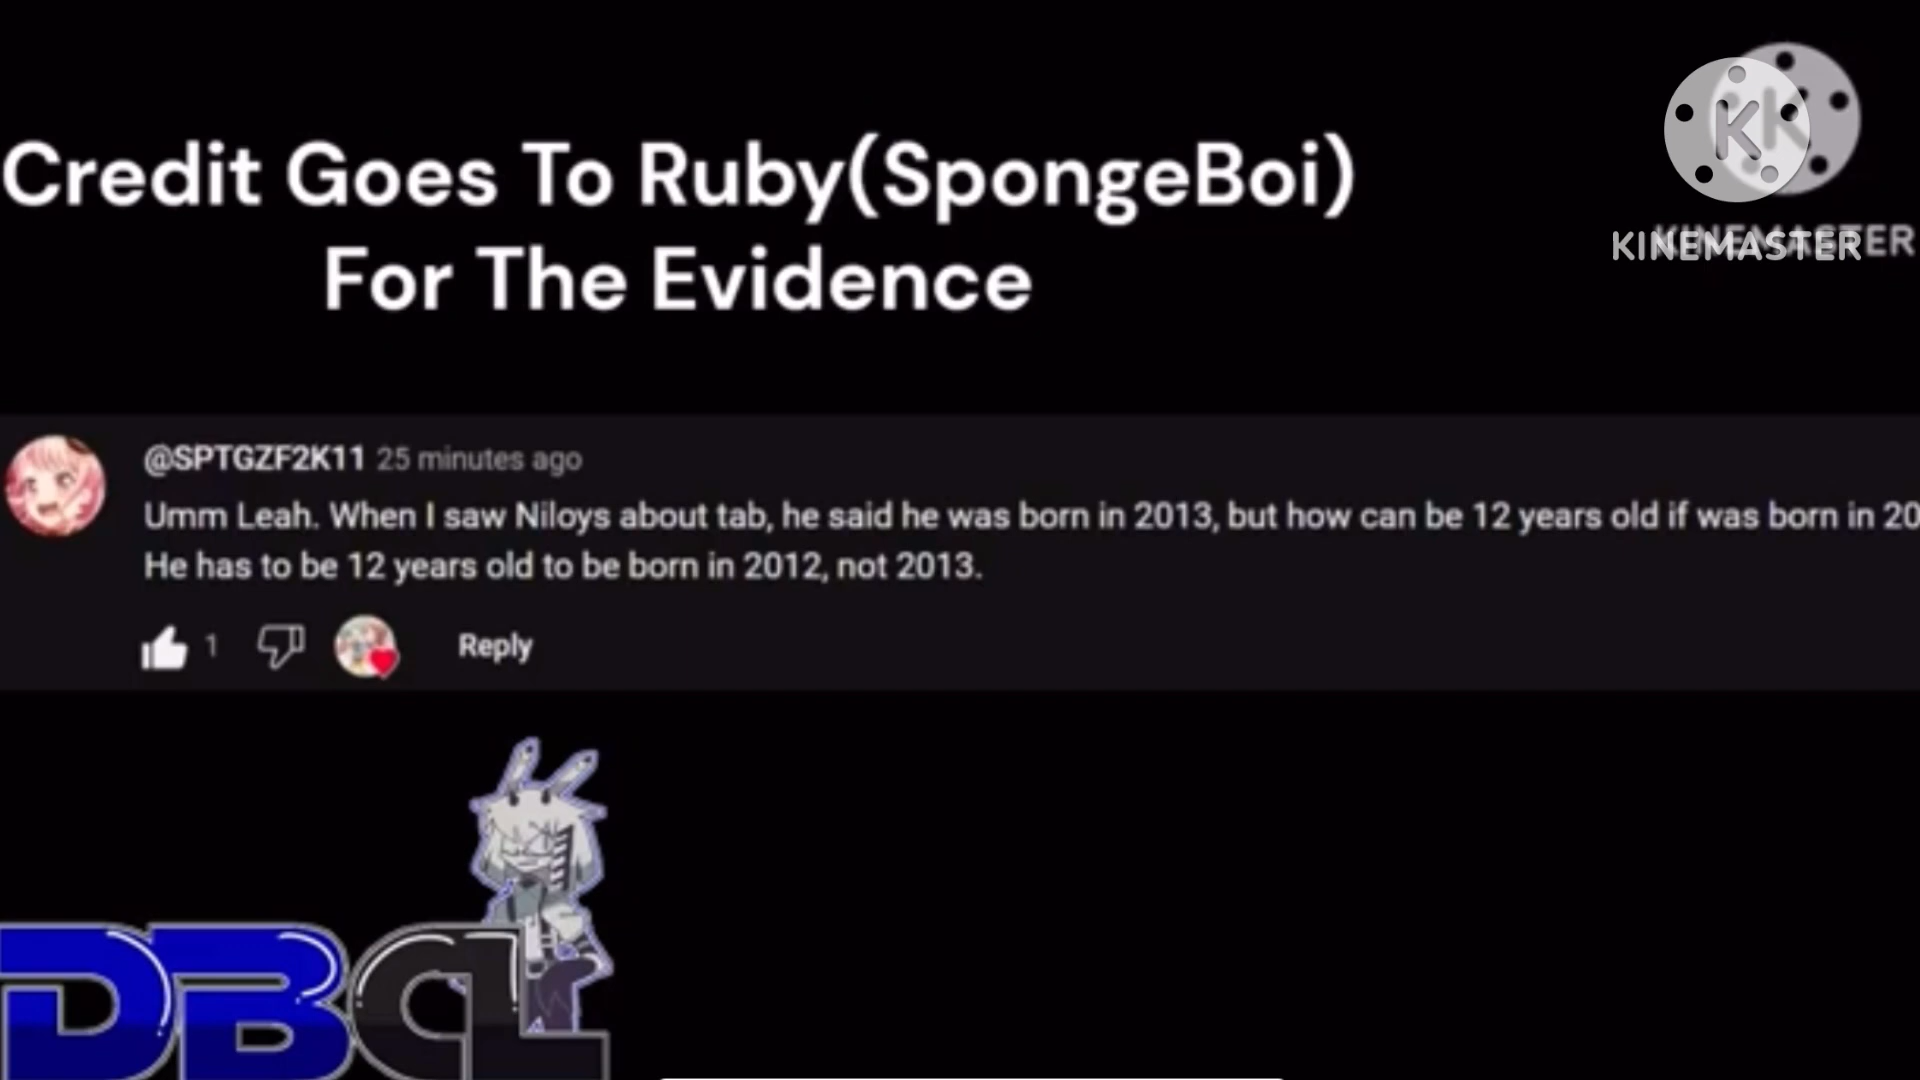 Credit Goes To Ruby(SpongeBoi)
For The Evidence
KINEMASTER
KINEMASTER
@SPTGZF2K11 25 minutes ago
Umm Leah. When I saw Niloys about tab, he said he was born in 2013, but how can be 12 years old if was born in 20
He has to be 12 years old to be born in 2012, not 2013.
1 Reply
DBCL